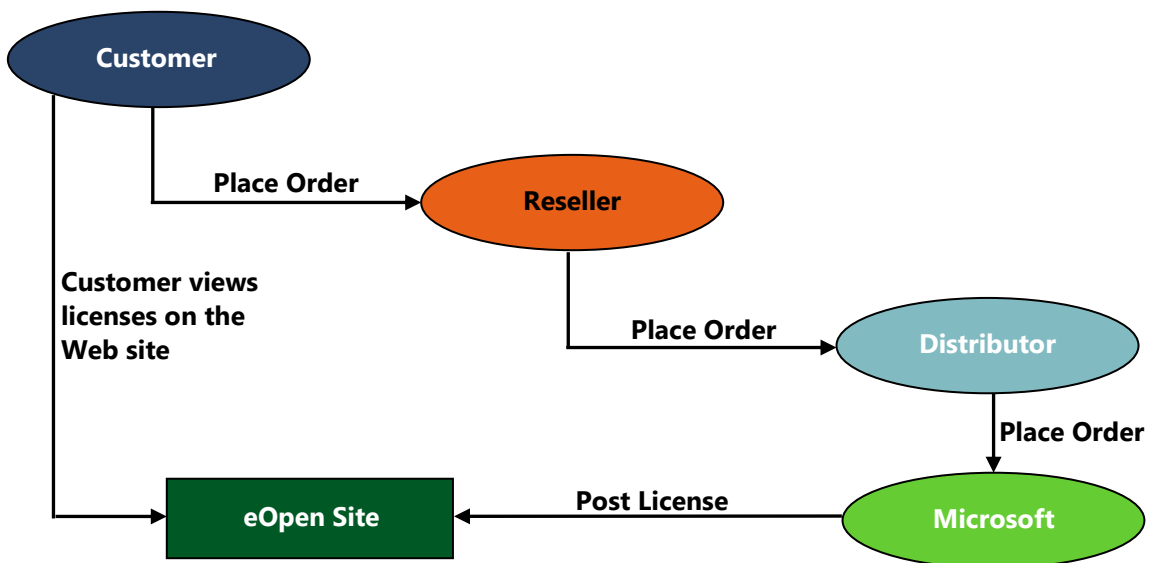 Customer
Place Order
Reseller
Customer views
licenses on the
Web site
Place Order
Distributor
Place Order
eOpen Site
Post License
Microsoft